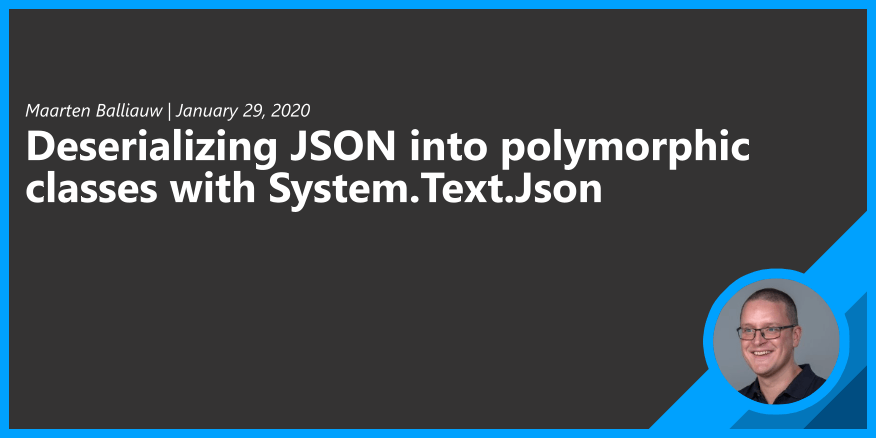 Maarten Balliauw | January 29, 2020
Deserializing JSON into polymorphic
classes with System.Text.Json